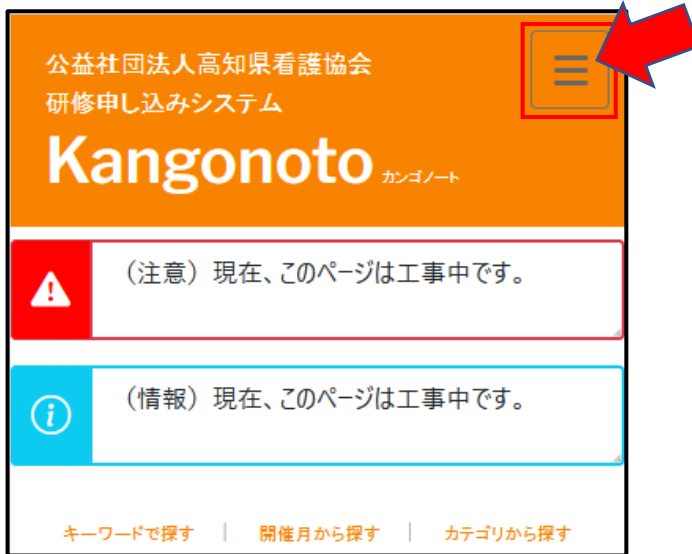 公益社団法人高知県看護協会
研修申し込みシステム
Kangonoto カンゴノート
（注意）現在、このページは工事中です。
（情報）現在、このページは工事中です。
キーワードで探す | 開催月から探す | カテゴリから探す